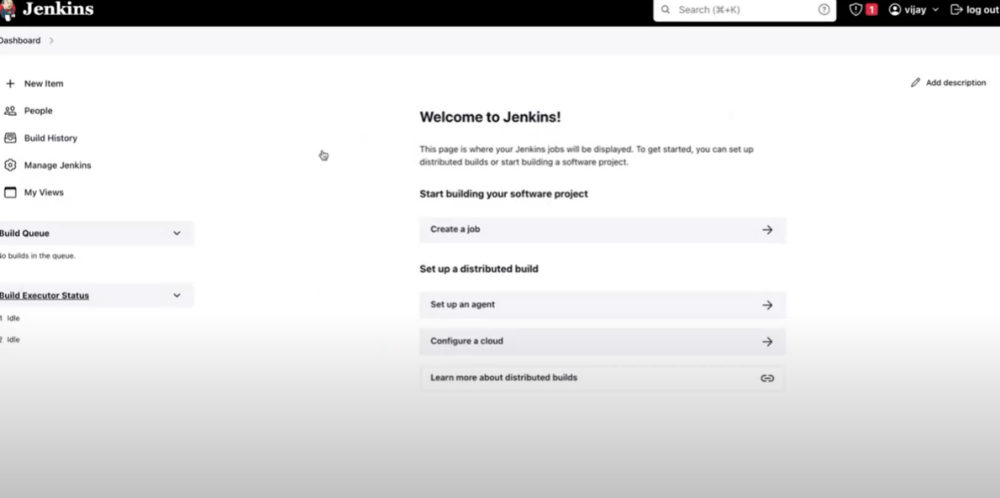 Jenkins
Search (⌘+K)
1
vijay
log out
Dashboard
New Item
Add description
People
Build History
Manage Jenkins
My Views
Build Queue
No builds in the queue.
Build Executor Status
1 Idle
2 Idle
Welcome to Jenkins!
This page is where your Jenkins jobs will be displayed. To get started, you can set up
distributed builds or start building a software project.
Start building your software project
Create a job
Set up a distributed build
Set up an agent
Configure a cloud
Learn more about distributed builds